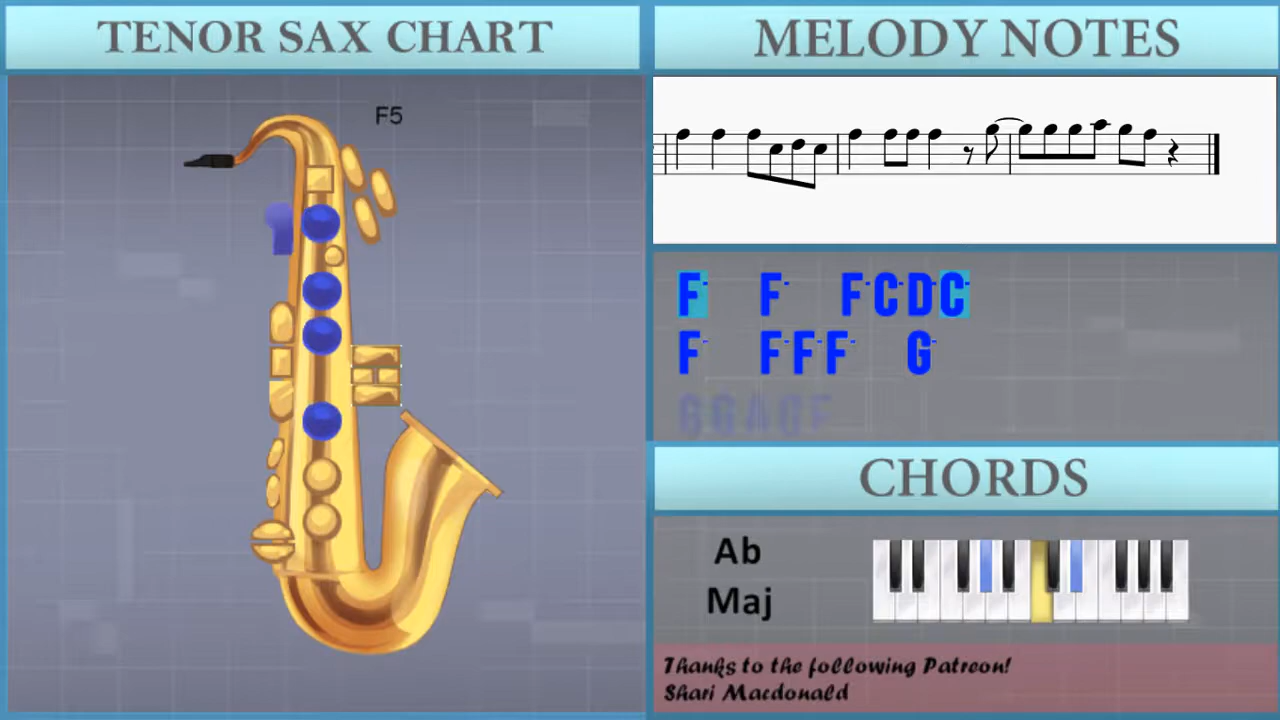 TENOR SAX CHART
F5
MELODY NOTES
F F FCDC
F FFF G
CHORDS
Ab
Maj
Thanks to the following Patreon!
Shari Macdonald